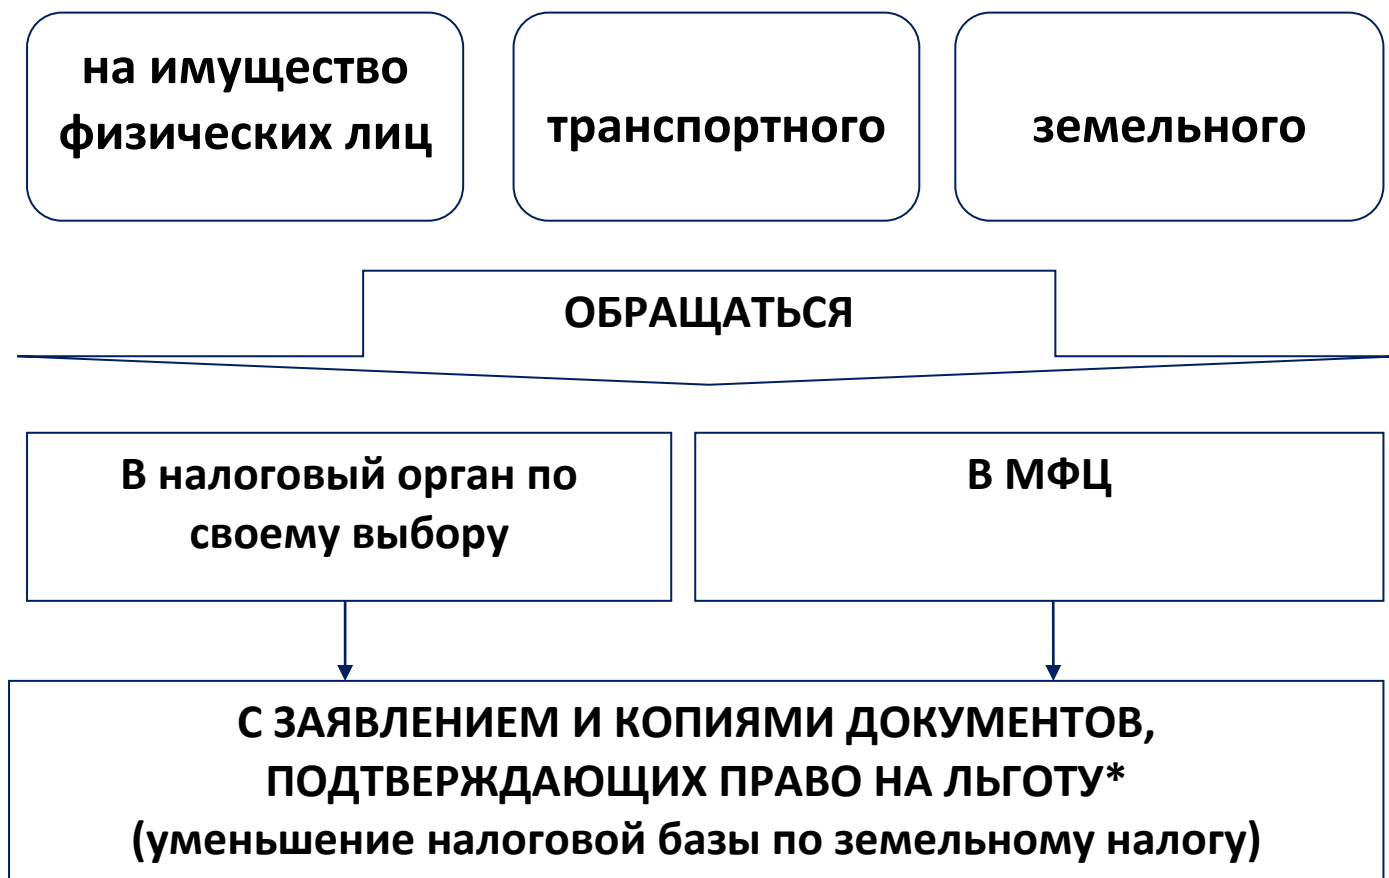 на имущество
физических лиц
транспортного
земельного
ОБРАЩАТЬСЯ
В налоговый орган по
своему выбору
В МФЦ
С ЗАЯВЛЕНИЕМ И КОПИЯМИ ДОКУМЕНТОВ,
ПОДТВЕРЖДАЮЩИХ ПРАВО НА ЛЬГОТУ*
(уменьшение налоговой базы по земельному налогу)